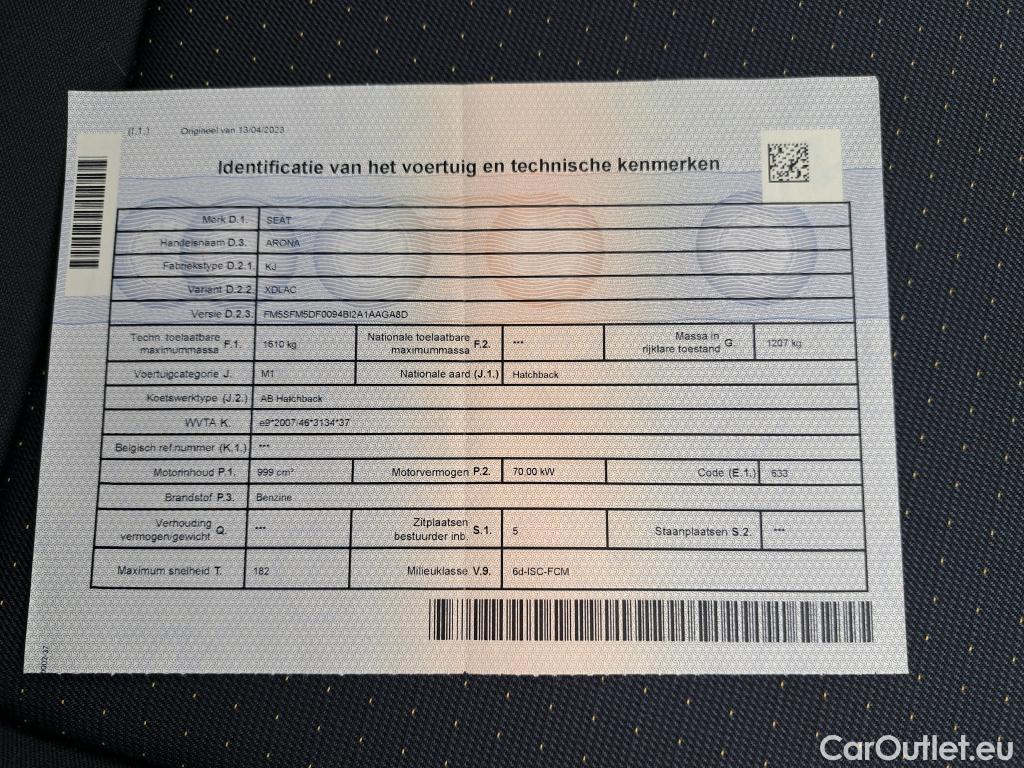 (I.1.) Origineel van 13/04/2023
Identificatie van het voertuig en technische kenmerken
Merk D.1. SEAT
Handelsnaam D.3. ARONA
Fabriekstype D.2.1. KJ
Variant D.2.2. XDLAC
Versie D.2.3. FM5SFM5DF0094BI2A1AAGA8D
Techn. toelaatbare maximummassa F.1. 1610 kg Nationale toelaatbare maximummassa F.2. *** Massa in rijklare toestand G. 1207 kg
Voertuigcategorie J. M1 Nationale aard (J.1.) Hatchback
Koetswerktype (J.2.) AB Hatchback
WVTA K. e9*2007/46*3134*37
Belgisch ref.nummer (K.1.) ***
Motorinhoud P.1. 999 cm³ Motorvermogen P.2. 70.00 kW Code (E.1.) 633
Brandstof P.3. Benzine
Verhouding vermogen/gewicht Q. *** Zitplaatsen bestuurder inb. S.1. 5 Staanplaatsen S.2. ***
Maximum snelheid T. 182 Milieuklasse V.9. 6d-ISC-FCM
CarOutlet.eu